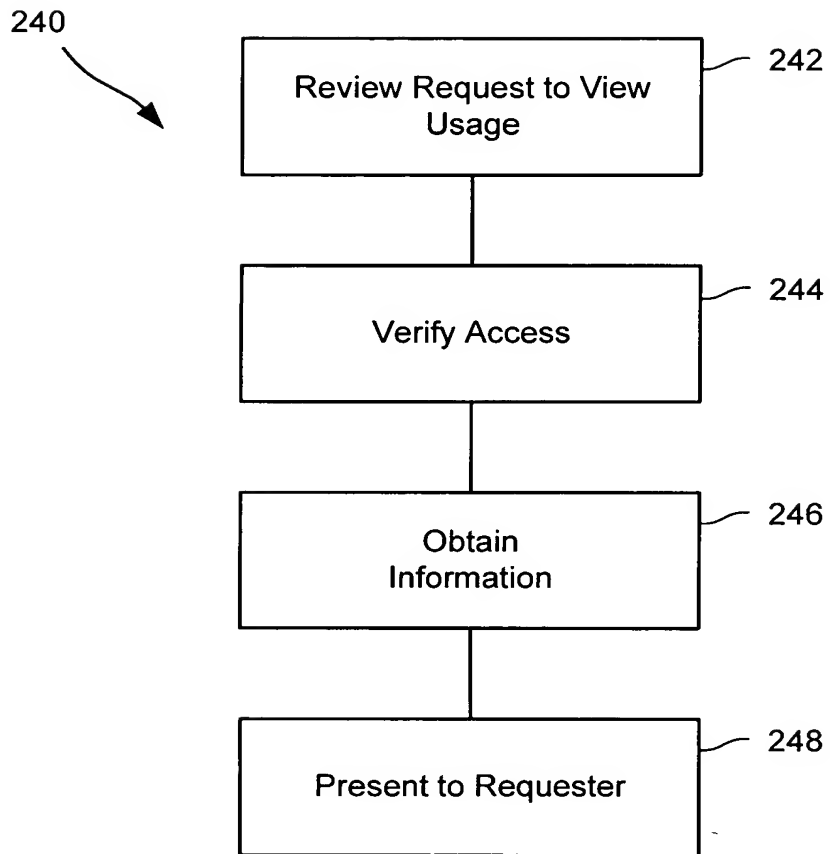 240
Review Request to View
Usage
242
Verify Access
244
Obtain
Information
246
Present to Requester
248